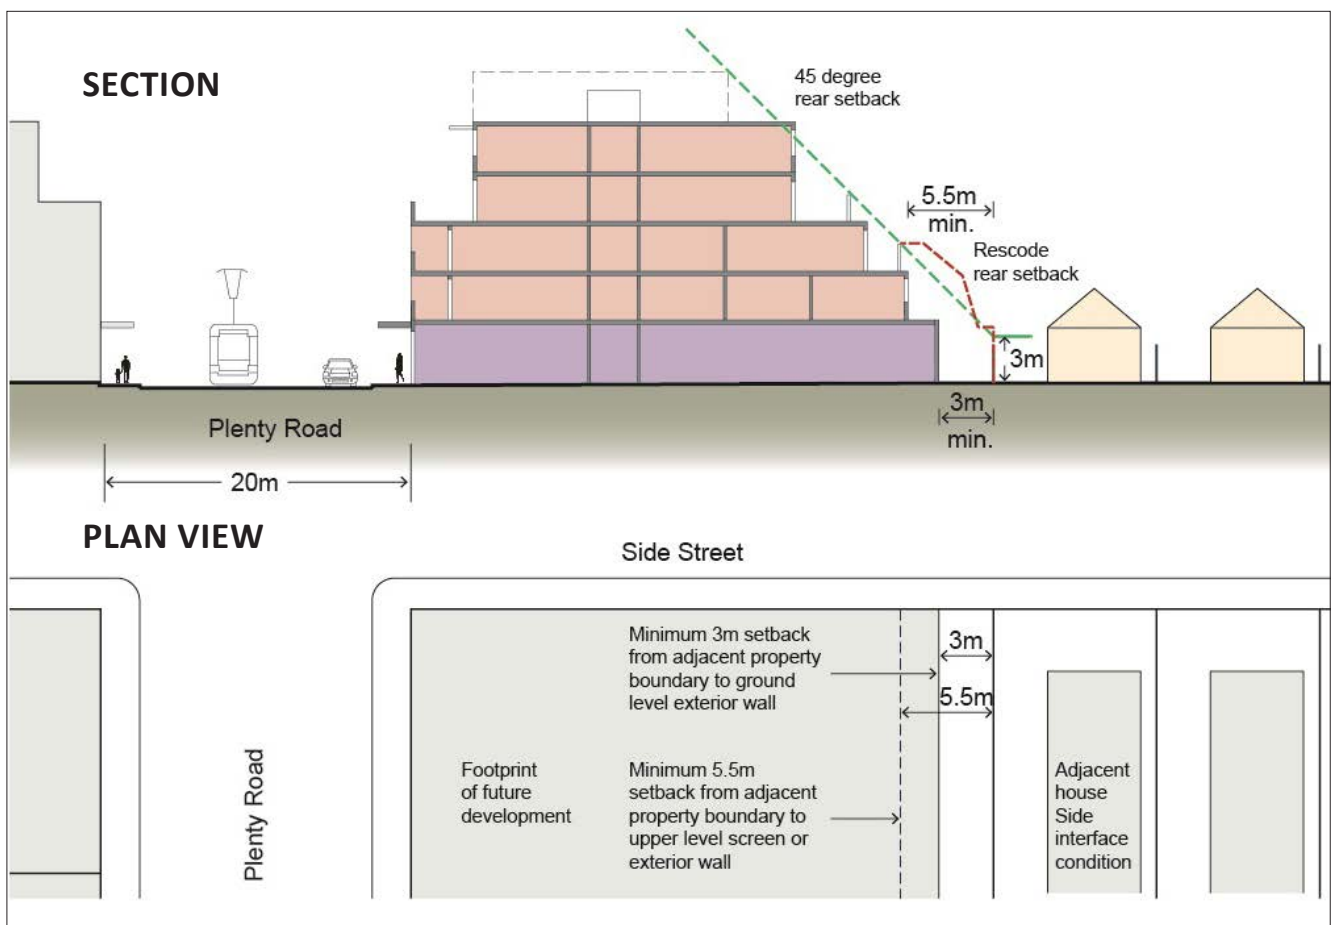 SECTION
45 degree
rear setback
5.5m
min.
Rescode
rear setback
3m
3m
min.
Plenty Road
20m
PLAN VIEW
Side Street
Minimum 3m setback
from adjacent property
boundary to ground
level exterior wall
3m
5.5m
Plenty Road
Footprint
of future
development
Minimum 5.5m
setback from adjacent
property boundary to
upper level screen or
exterior wall
Adjacent
house
Side
interface
condition